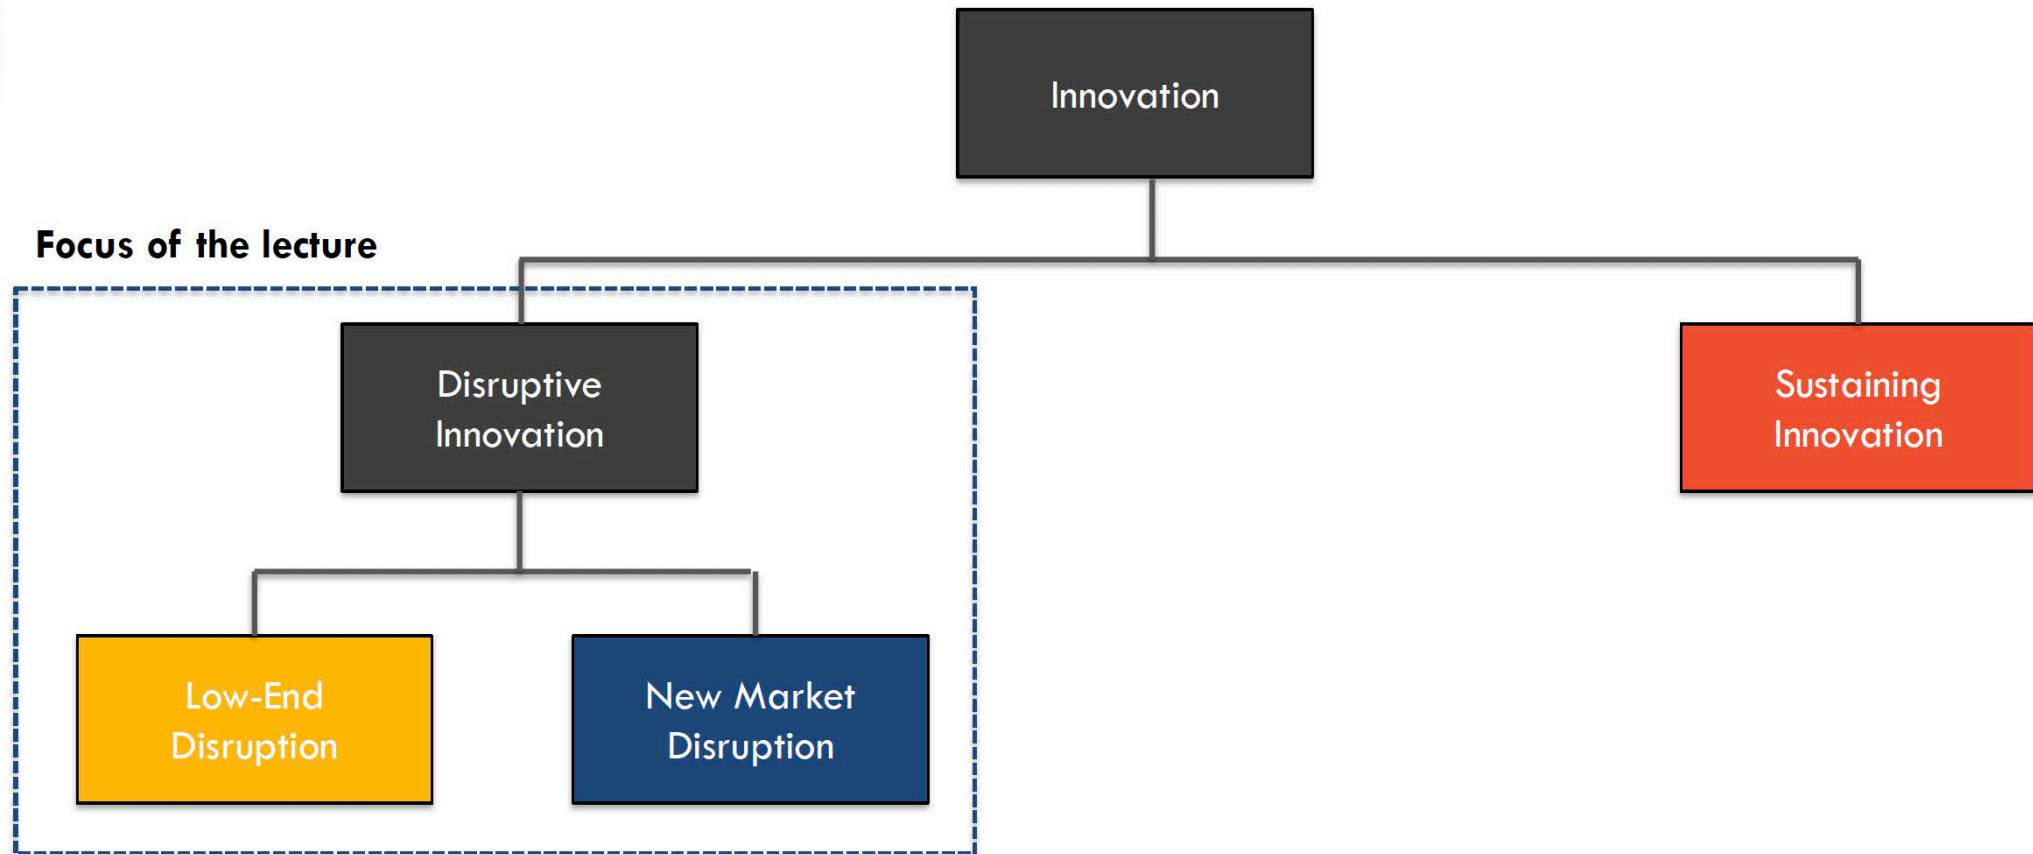 Innovation
Focus of the lecture
Disruptive
Innovation
Sustaining
Innovation
Low-End
Disruption
New Market
Disruption